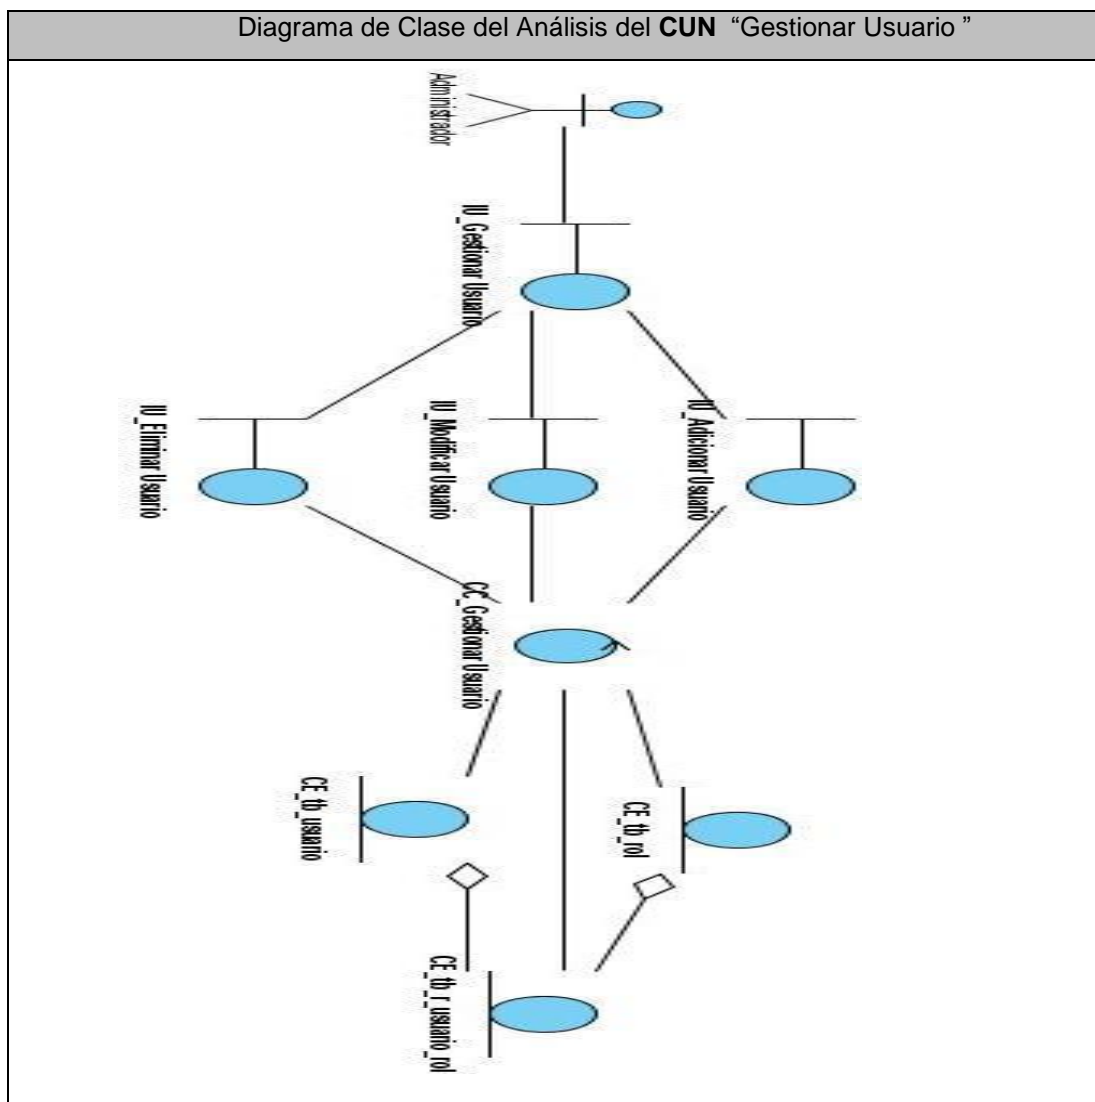 Diagrama de Clase del Análisis del CUN “Gestionar Usuario ”
Administrador
IU_Gestionar Usuario
IU_Eliminar Usuario
IU_Modificar Usuario
IU_Adicionar Usuario
CC_Gestionar Usuario
CE_tb_usuario
CE_tb_rol
CE_tb_r_usuario_rol